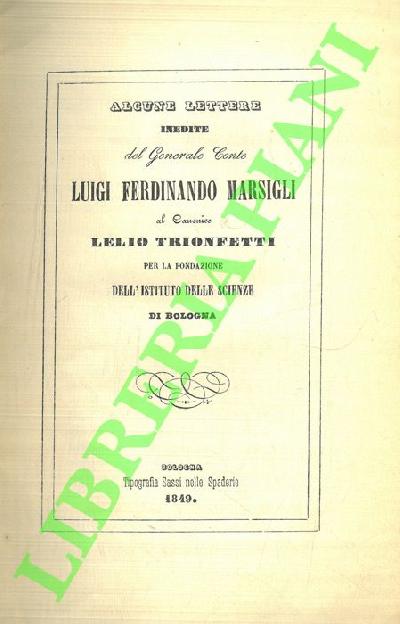 ALCUNE LETTERE
INEDITE
del Generale Conte
LUIGI FERDINANDO MARSIGLI
al Canonico
LELIO TRIONFETTI
PER LA FONDAZIONE
DELL'ISTITUTO DELLE SCIENZE
DI BOLOGNA
BOLOGNA
Tipografia Sassi nelle Spaderie
1849.
LIBRERIA PIANI